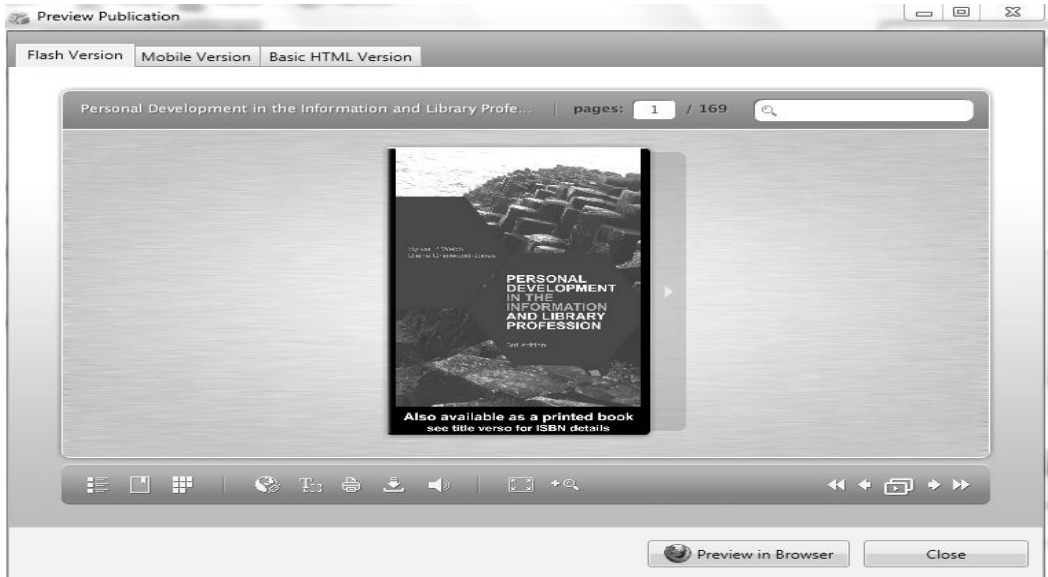 Preview Publication
Flash Version Mobile Version Basic HTML Version
Personal Development in the Information and Library Profe... pages: 1 / 169
PERSONAL
DEVELOPMENT
IN THE
INFORMATION
AND LIBRARY
PROFESSION
3rd edition
Also available as a printed book
see title verso for ISBN details
Preview in Browser Close